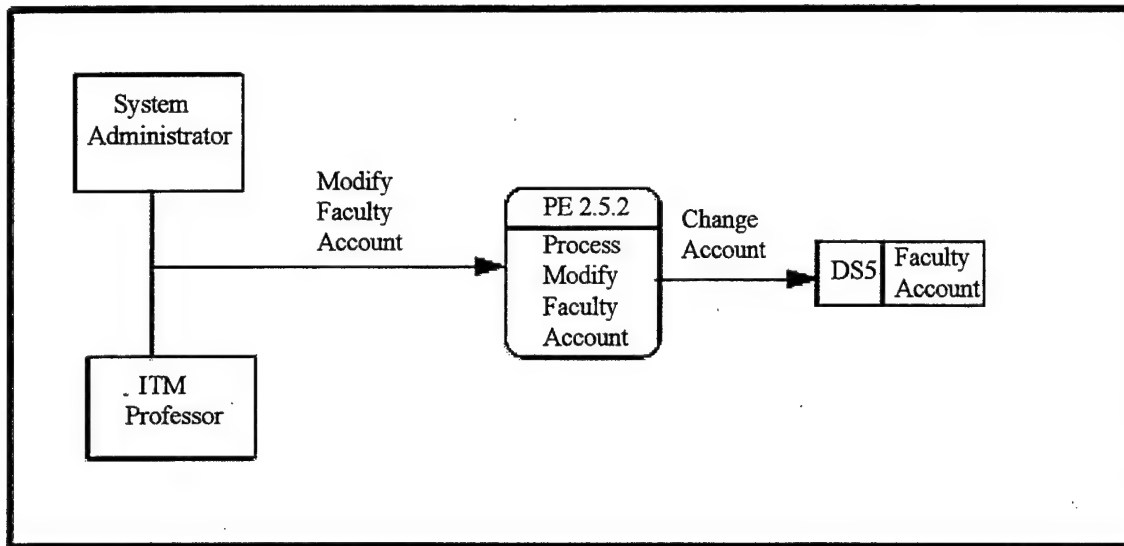 System
Administrator
Modify
Faculty
Account
PE 2.5.2
Process
Modify
Faculty
Account
Change
Account
DS5
Faculty
Account
ITM
Professor